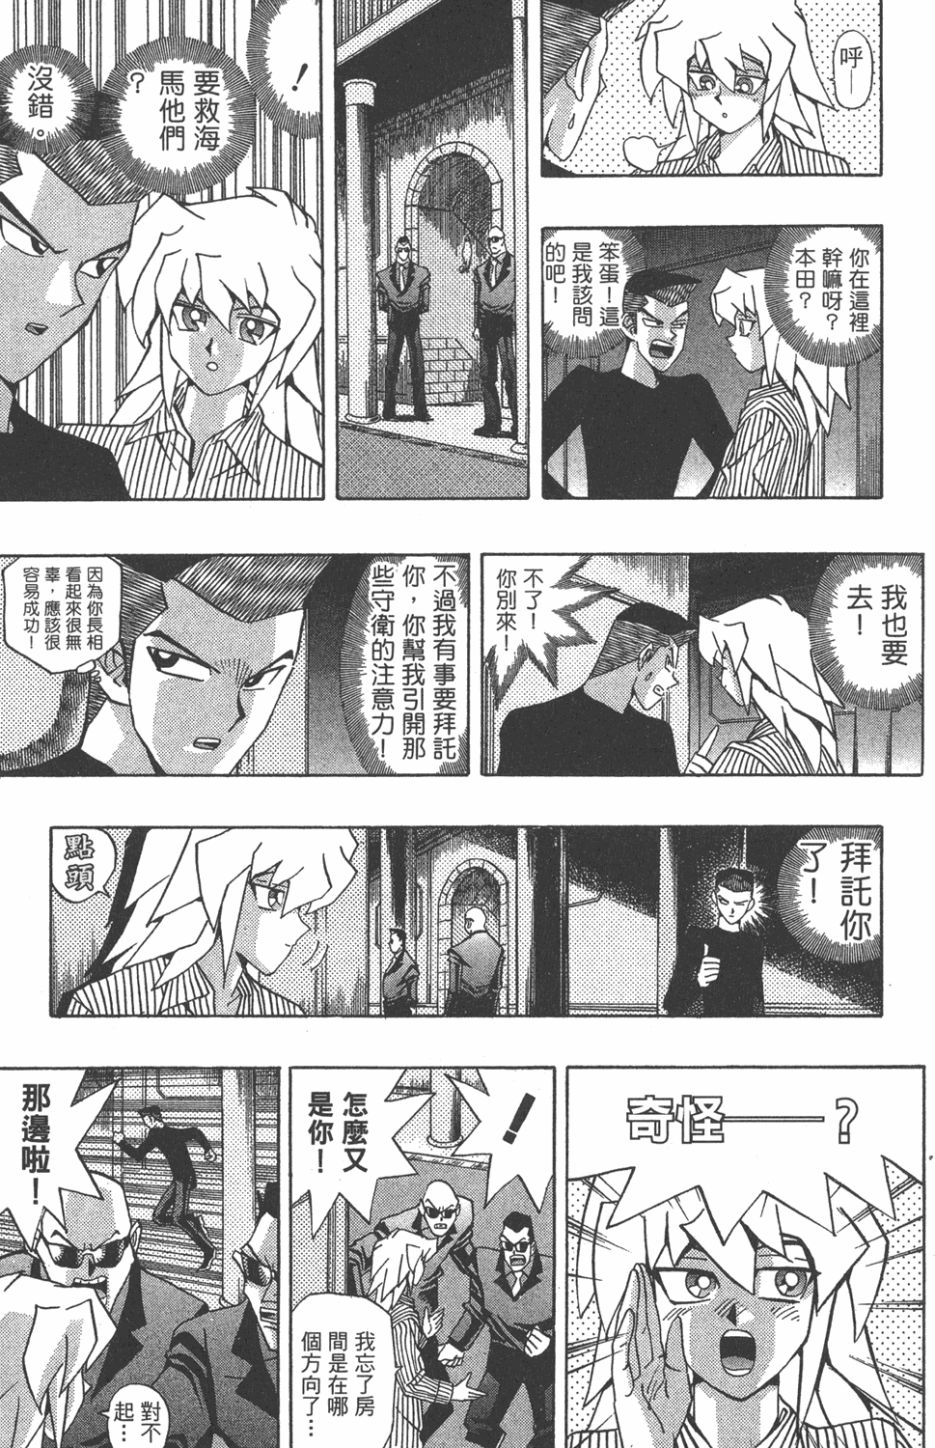 呼—
你在這裡
幹嘛呀？
本田？
笨蛋！這
是我該問
的吧！
！
要救海
馬他們
？
沒錯。
我也要
去！
不了！
你別來！
不過我有事要拜託
你，你幫我引開那
些守衛的注意力！
因為你長相
看起來很無
辜，應該很
容易成功！
拜託你
了！
點頭
奇怪——？
！
怎麼又
是你！
我忘了房
間是在哪
個方向了…
那邊啦！
對不
起…